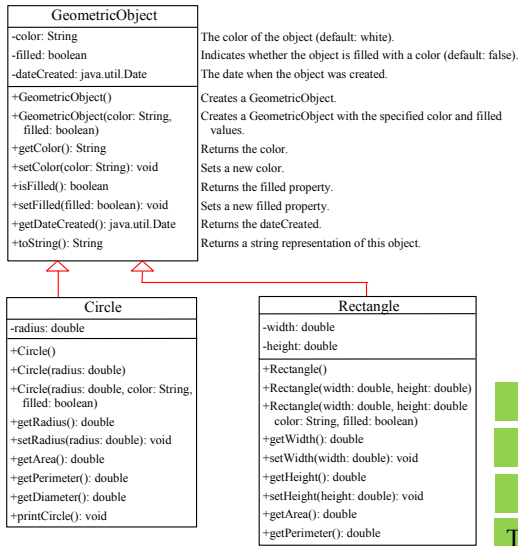 GeometricObject
-color: String
The color of the object (default: white).
-filled: boolean
Indicates whether the object is filled with a color (default: false).
-dateCreated: java.util.Date
The date when the object was created.
+GeometricObject()
Creates a GeometricObject.
+GeometricObject(color: String,
filled: boolean)
Creates a GeometricObject with the specified color and filled
values.
+getColor(): String
Returns the color.
+setColor(color: String): void
Sets a new color.
+isFilled(): boolean
Returns the filled property.
+setFilled(filled: boolean): void
Sets a new filled property.
+getDateCreated(): java.util.Date
Returns the dateCreated.
+toString(): String
Returns a string representation of this object.
Circle
-radius: double
+Circle()
+Circle(radius: double)
+Circle(radius: double, color: String,
filled: boolean)
+getRadius(): double
+setRadius(radius: double): void
+getArea(): double
+getPerimeter(): double
+getDiameter(): double
+printCircle(): void
Rectangle
-width: double
-height: double
+Rectangle()
+Rectangle(width: double, height: double)
+Rectangle(width: double, height: double
color: String, filled: boolean)
+getWidth(): double
+setWidth(width: double): void
+getHeight(): double
+setHeight(height: double): void
+getArea(): double
+getPerimeter(): double
T